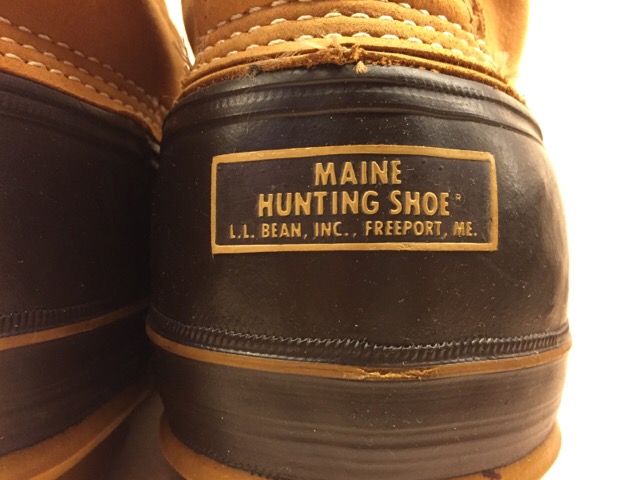 MAINE
HUNTING SHOE®
L.L. BEAN, INC., FREEPORT, ME.